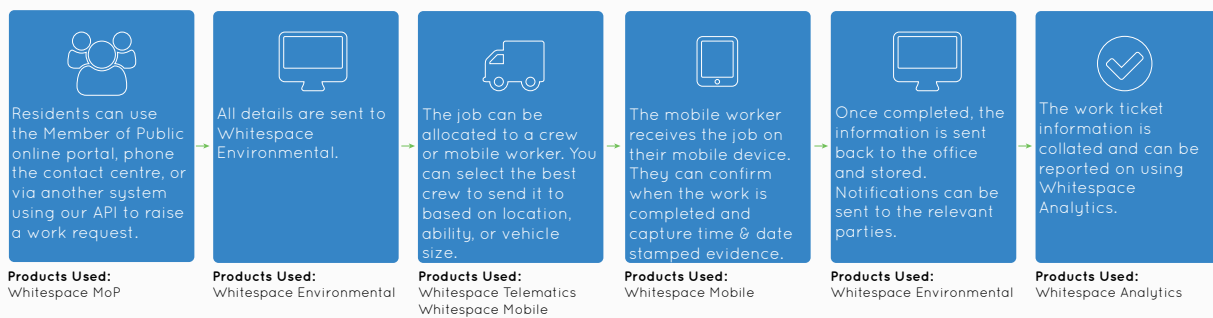 Residents can use
the Member of Public
online portal, phone
the contact centre, or
via another system
using our API to raise
a work request.
Products Used:
Whitespace MoP
All details are sent to
Whitespace
Environmental.
Products Used:
Whitespace Environmental
The job can be
allocated to a crew
or mobile worker. You
can select the best
crew to send it to
based on location,
ability, or vehicle
size.
Products Used:
Whitespace Telematics
Whitespace Mobile
The mobile worker
receives the job on
their mobile device.
They can confirm
when the work is
completed and
capture time & date
stamped evidence.
Products Used:
Whitespace Mobile
Once completed, the
information is sent
back to the office
and stored.
Notifications can be
sent to the relevant
parties.
Products Used:
Whitespace Environmental
The work ticket
information is
collated and can be
reported on using
Whitespace
Analytics.
Products Used:
Whitespace Analytics